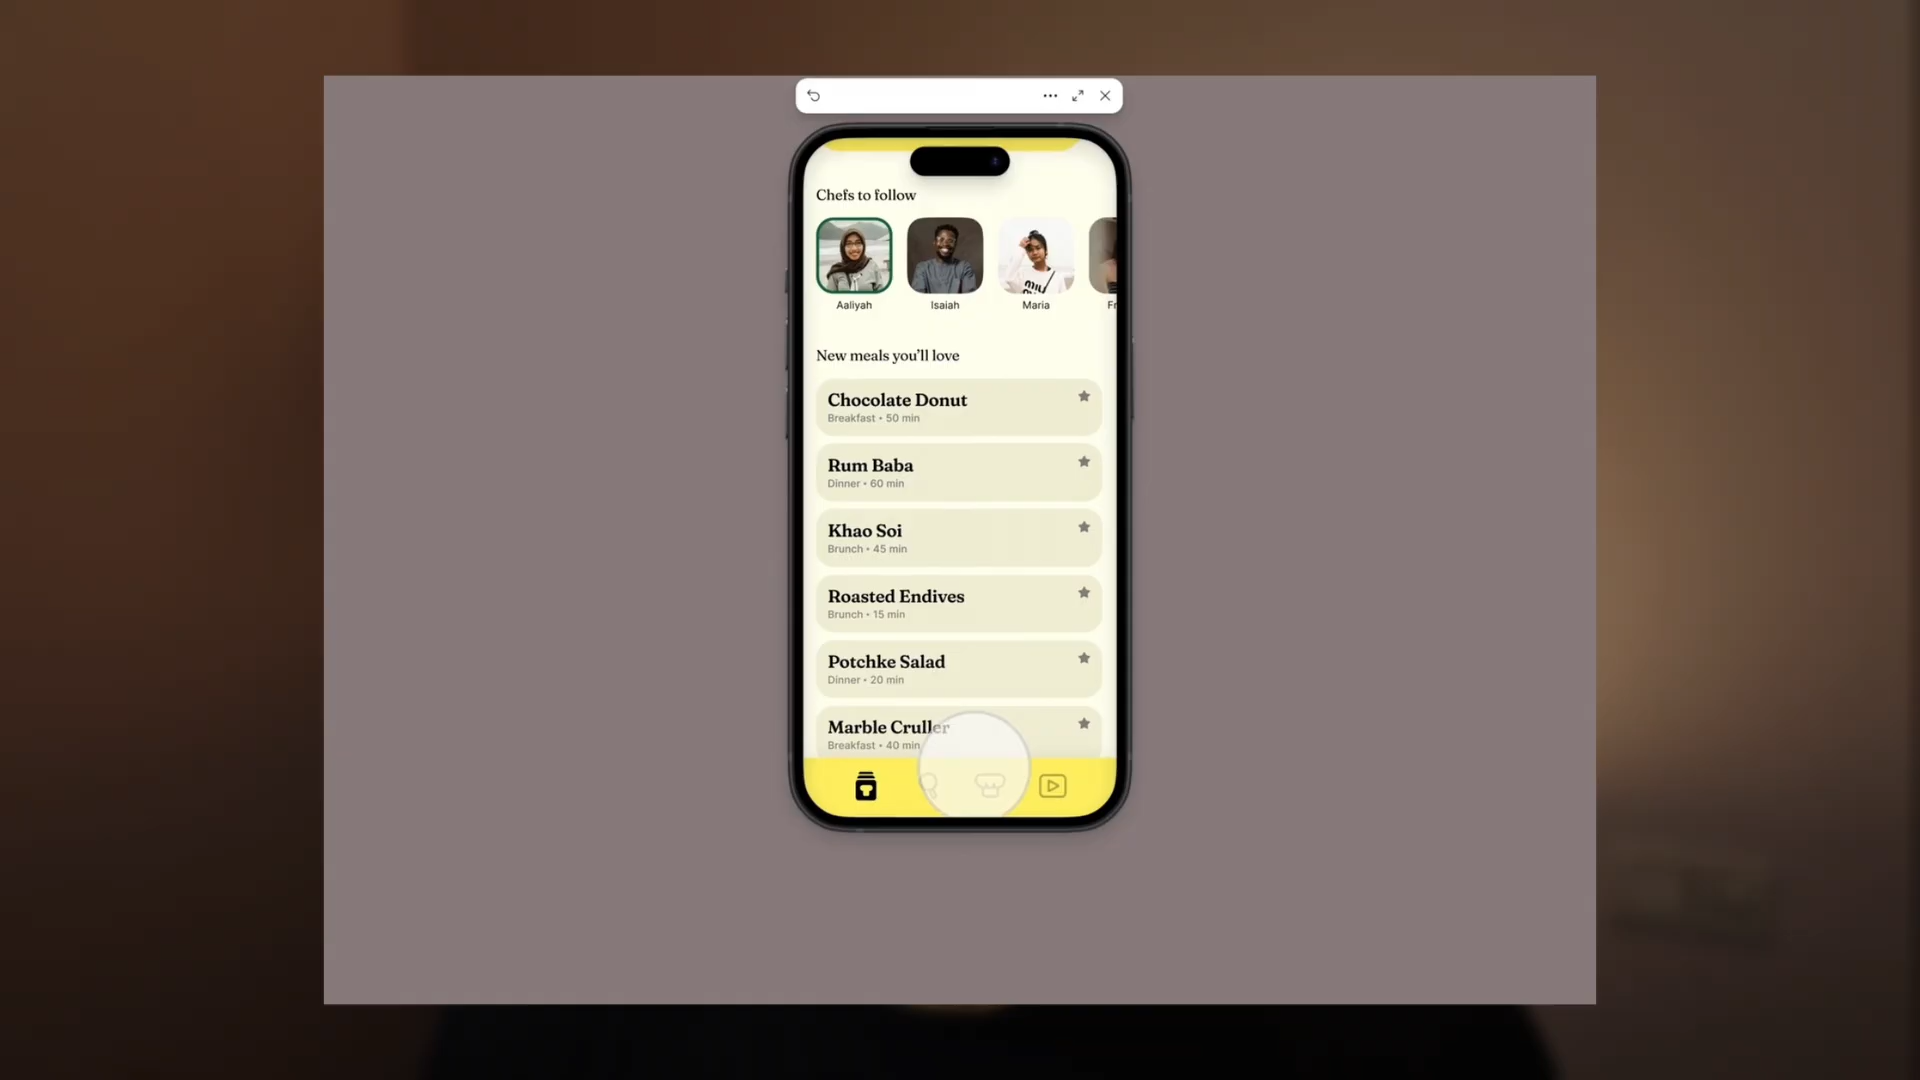 Chefs to follow
Aaliyah
Isaiah
Maria
Fr
New meals you'll love
Chocolate Donut
Breakfast • 50 min
Rum Baba
Dinner • 60 min
Khao Soi
Brunch • 45 min
Roasted Endives
Brunch • 15 min
Potchke Salad
Dinner • 20 min
Marble Cruller
Breakfast • 40 min